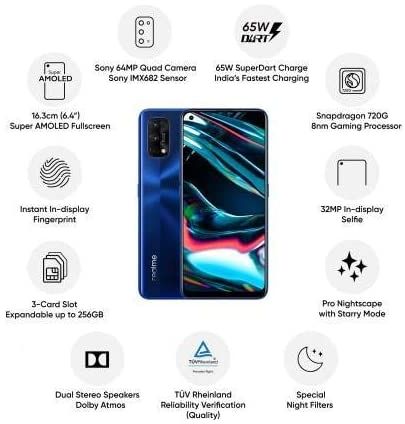 65W
DART
Sony 64MP Quad Camera
Sony IMX682 Sensor
65W SuperDart Charge
India's Fastest Charging
Super
AMOLED
16.3cm (6.4")
Super AMOLED Fullscreen
Snapdragon 720G
8nm Gaming Processor
Instant In-display
Fingerprint
32MP In-display
Selfie
realme
3-Card Slot
Expandable up to 256GB
Pro Nightscape
with Starry Mode
TÜVRheinland
Dual Stereo Speakers
Dolby Atmos
TÜV Rheinland
Reliability Verification
(Quality)
Special
Night Filters